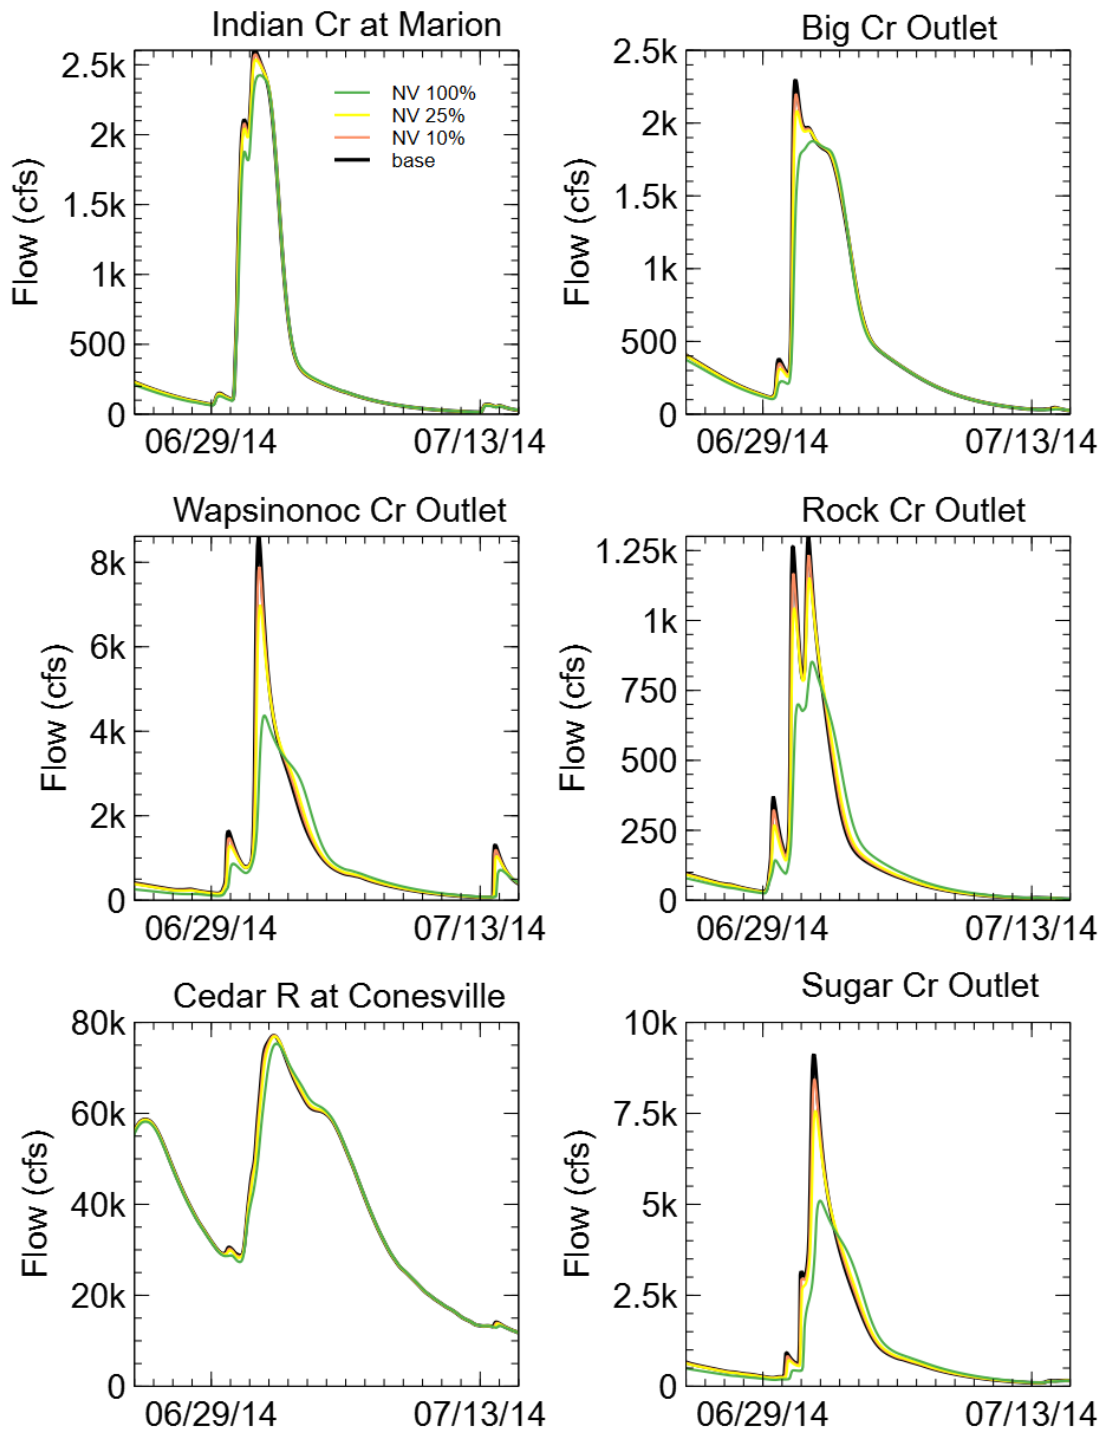 Indian Cr at Marion
Flow (cfs)
2.5k
2k
1.5k
1k
500
0
NV 100%
NV 25%
NV 10%
base
06/29/14 07/13/14
Big Cr Outlet
Flow (cfs)
2.5k
2k
1.5k
1k
500
0
06/29/14 07/13/14
Wapsinonoc Cr Outlet
Flow (cfs)
8k
6k
4k
2k
0
06/29/14 07/13/14
Rock Cr Outlet
Flow (cfs)
1.25k
1k
750
500
250
0
06/29/14 07/13/14
Cedar R at Conesville
Flow (cfs)
80k
60k
40k
20k
0
06/29/14 07/13/14
Sugar Cr Outlet
Flow (cfs)
10k
7.5k
5k
2.5k
0
06/29/14 07/13/14